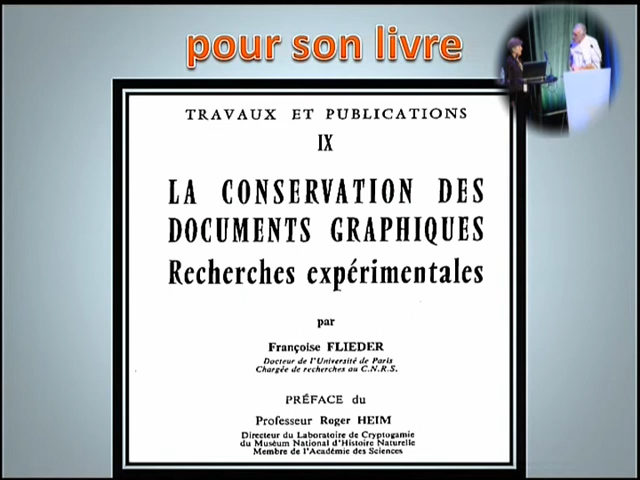 pour son livre
TRAVAUX ET PUBLICATIONS
IX
LA CONSERVATION DES
DOCUMENTS GRAPHIQUES
Recherches expérimentales
par
Françoise FLIEDER
Docteur de l'Université de Paris
Chargée de recherches au C.N.R.S.
PRÉFACE du
Professeur Roger HEIM
Directeur du Laboratoire de Cryptogamie
du Muséum National d'Histoire Naturelle
Membre de l'Académie des Sciences